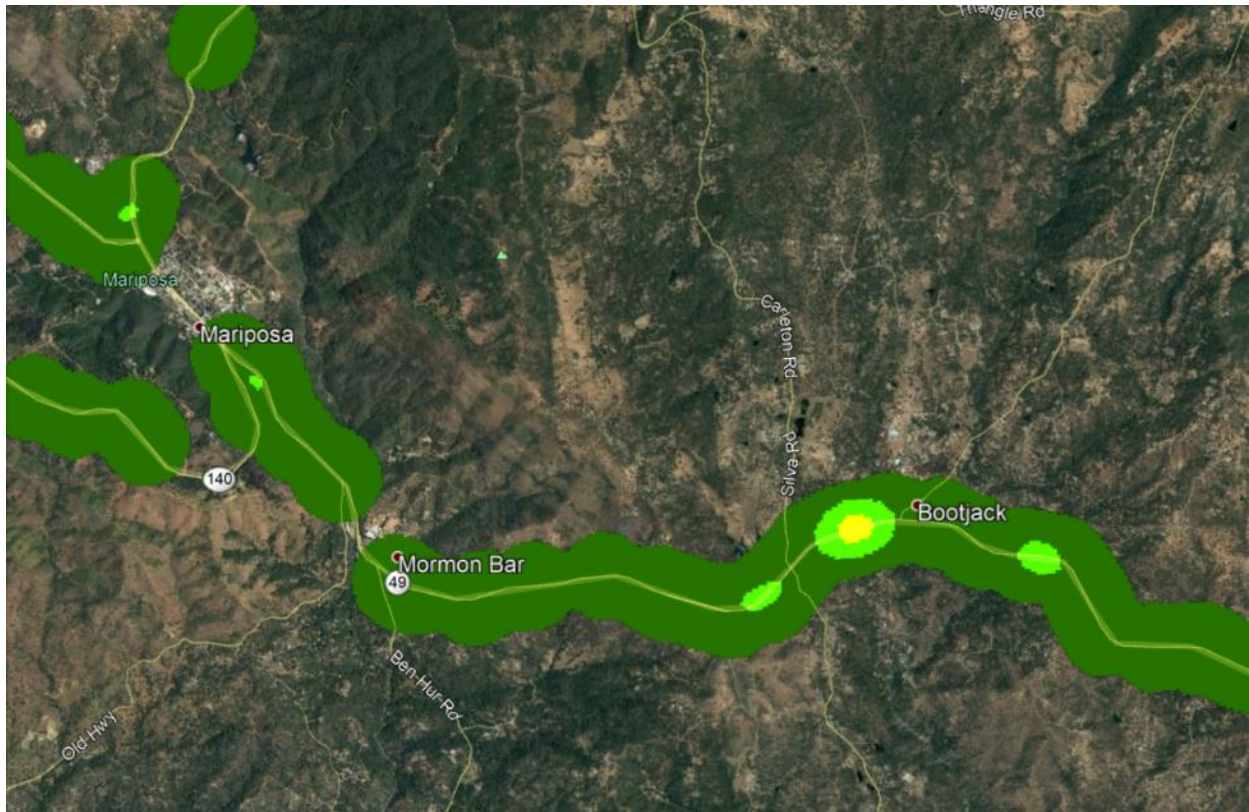 Triangle Rd
Mariposa
Carleton Rd
Mariposa
Silva Rd
140
Bootjack
Mormon Bar
49
Ben Hur Rd
Old Hwy